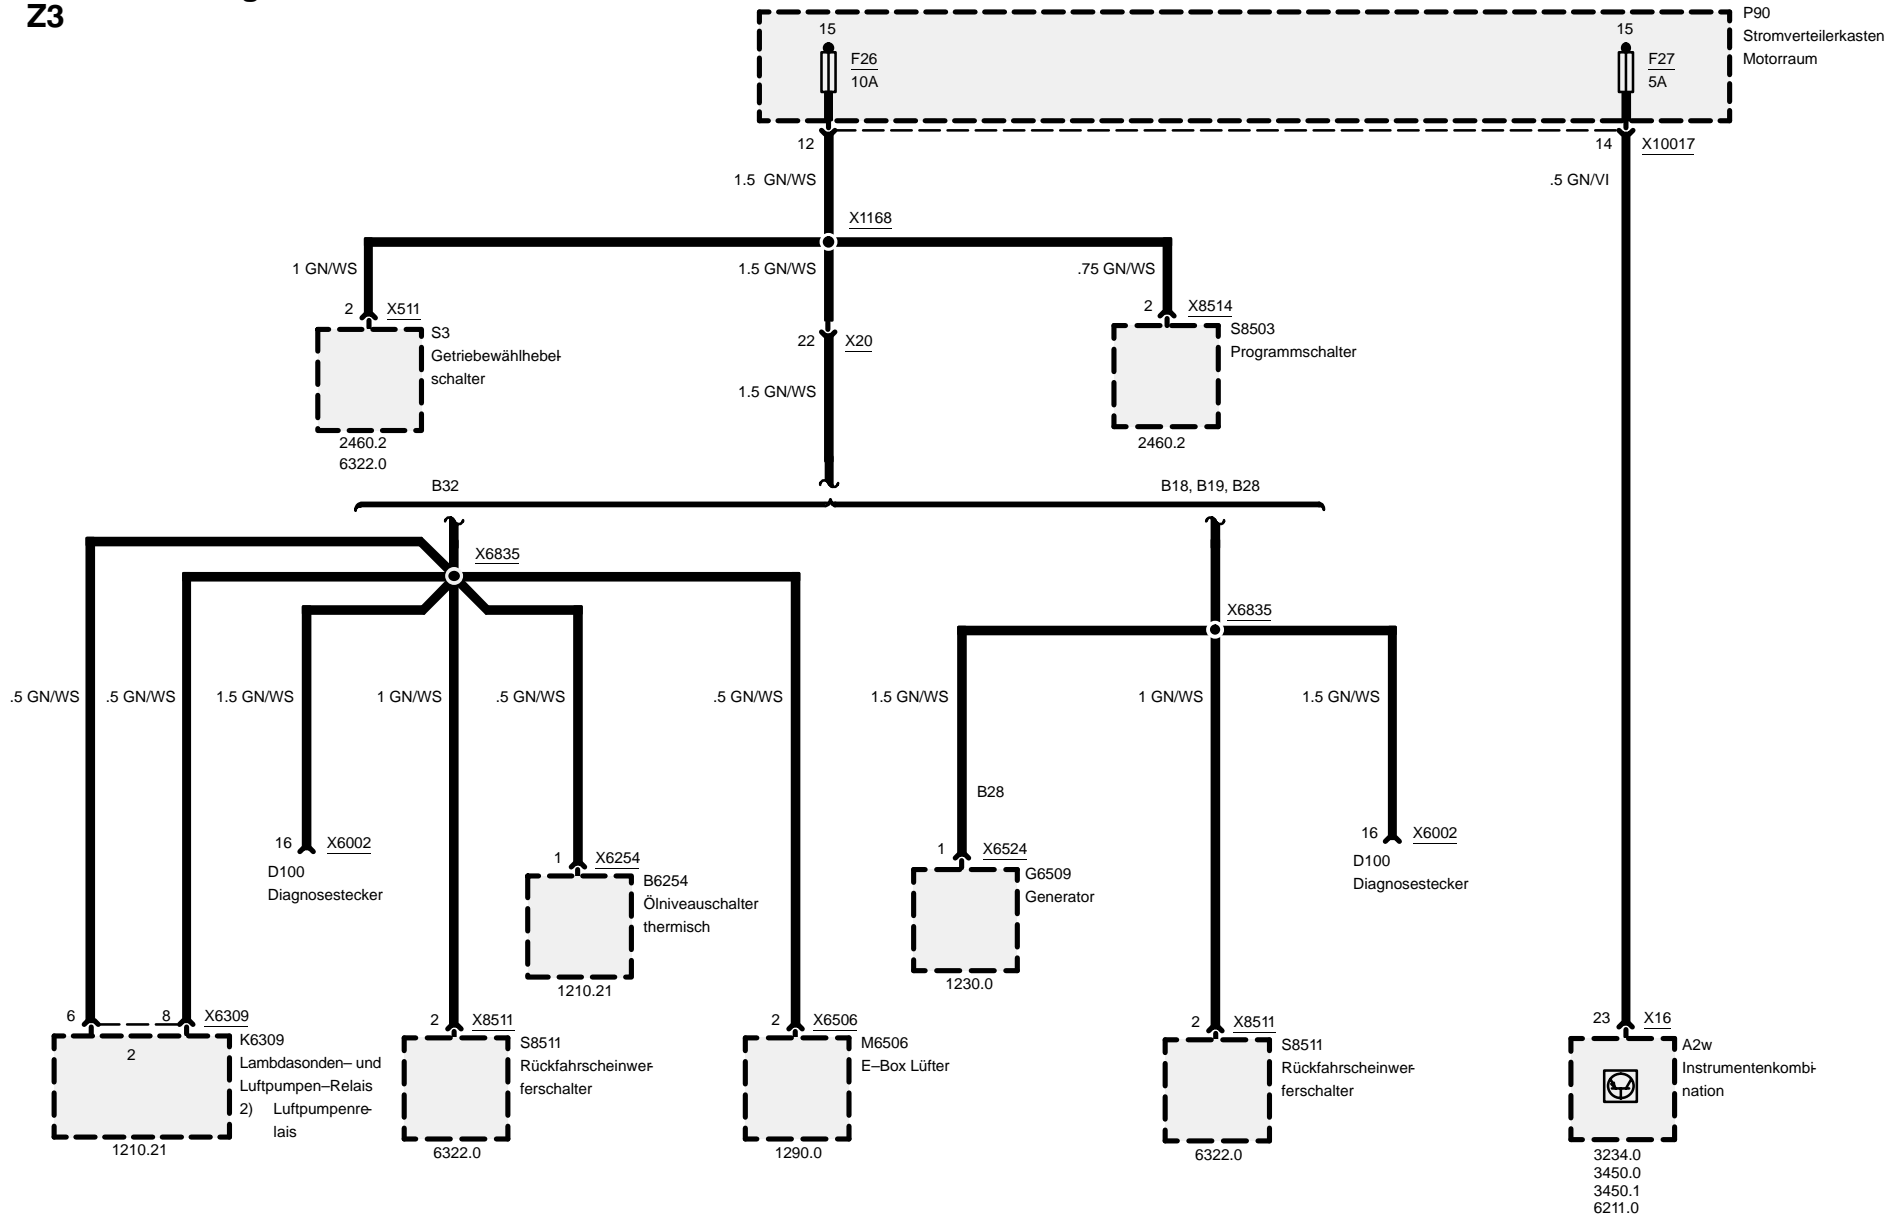 Z3
P90
Stromverteilerkasten
Motorraum
15
F26
10A
15
F27
5A
12
14
X10017
1.5 GN/WS
.5 GN/VI
X1168
1 GN/WS
1.5 GN/WS
.75 GN/WS
2
X511
2
X8514
S3
Getriebewählhebel-
schalter
22
X20
S8503
Programmschalter
1.5 GN/WS
2460.2
6322.0
2460.2
B32
B18, B19, B28
X6835
X6835
.5 GN/WS
.5 GN/WS
1.5 GN/WS
1 GN/WS
.5 GN/WS
.5 GN/WS
1.5 GN/WS
1 GN/WS
1.5 GN/WS
B28
16
X6002
D100
Diagnosestecker
1
X6254
B6254
Ölniveauschalter
thermisch
1210.21
1
X6524
G6509
Generator
1230.0
16
X6002
D100
Diagnosestecker
6
8
X6309
2
K6309
Lambdasonden– und
Luftpumpen–Relais
2) Luftpumpenre-
lais
1210.21
2
X8511
S8511
Rückfahrscheinwer-
ferschalter
6322.0
2
X6506
M6506
E–Box Lüfter
1290.0
2
X8511
S8511
Rückfahrscheinwer-
ferschalter
6322.0
23
X16
A2w
Instrumentenkombi-
nation
3234.0
3450.0
3450.1
6211.0